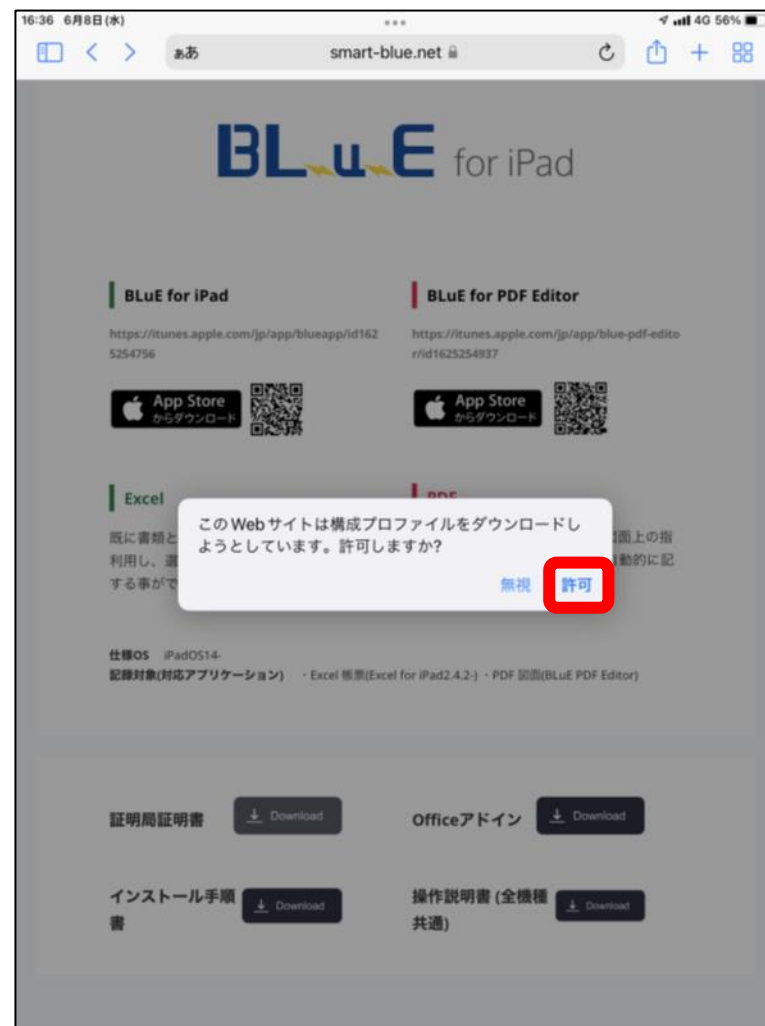 16:36 6月8日(水)
4G 56%
ぁあ
smart-blue.net
BLuE for iPad
BLuE for iPad
BLuE for PDF Editor
https://itunes.apple.com/jp/app/blueapp/id162
5254756
https://itunes.apple.com/jp/app/blue-pdf-edito
r/id1625254937
App Store
からダウンロード
App Store
からダウンロード
Excel
PDF
このWebサイトは構成プロファイルをダウンロードし
ようとしています。許可しますか?
無視
許可
既に書類と
図面上の指
利用し、選
自動的に記
する事がで
仕様OS iPadOS14-
記録対象(対応アプリケーション) ・Excel 帳票(Excel for iPad2.4.2-) ・PDF 図面(BLuE PDF Editor)
証明局証明書
Download
Officeアドイン
Download
インストール手順
書
Download
操作説明書 (全機種
共通)
Download